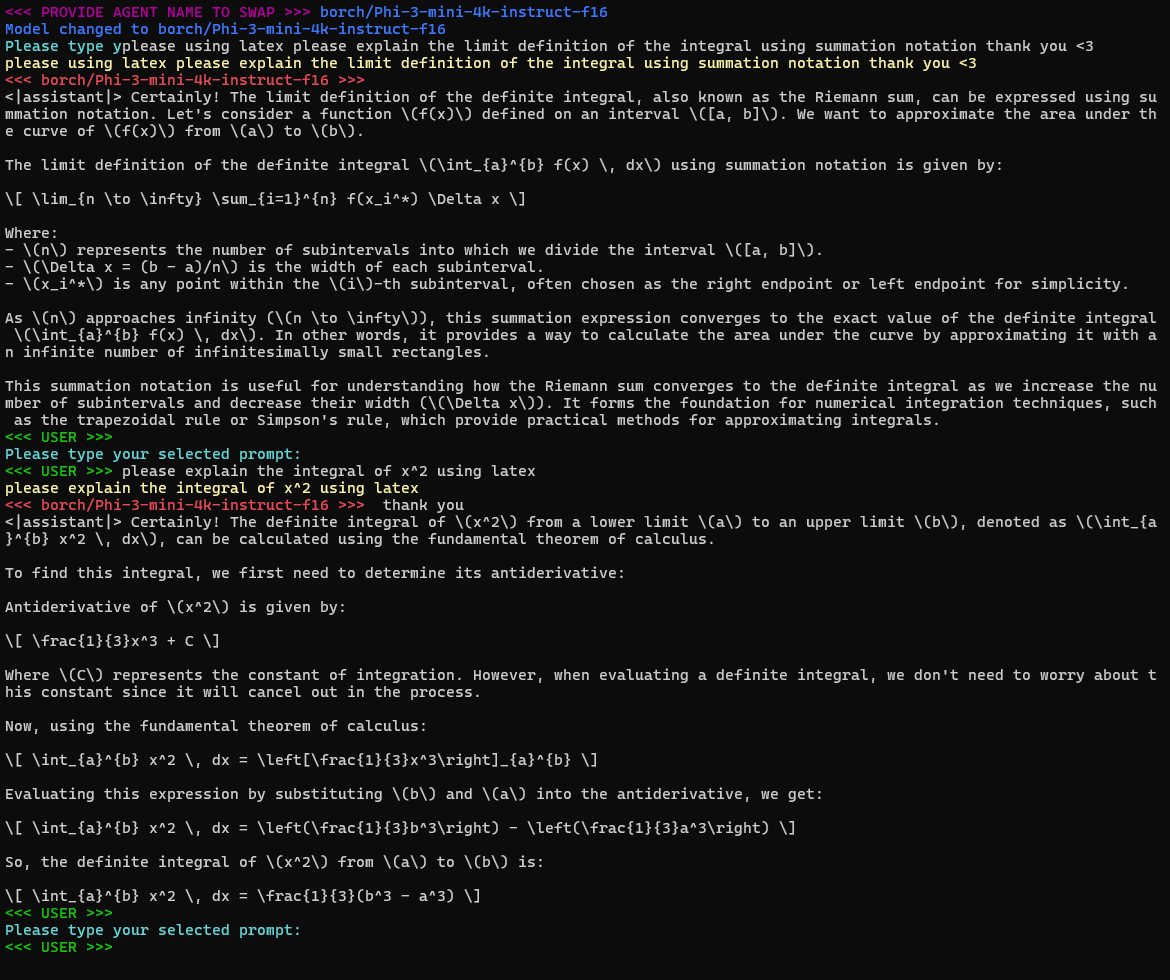 <<< PROVIDE AGENT NAME TO SWAP >>> borch/Phi-3-mini-4k-instruct-f16
Model changed to borch/Phi-3-mini-4k-instruct-f16
Please type yplease using latex please explain the limit definition of the integral using summation notation thank you <3
please using latex please explain the limit definition of the integral using summation notation thank you <3
<<< borch/Phi-3-mini-4k-instruct-f16 >>>
<|assistant|> Certainly! The limit definition of the definite integral, also known as the Riemann sum, can be expressed using su
mmation notation. Let's consider a function \(f(x)\) defined on an interval \([a, b]\). We want to approximate the area under th
e curve of \(f(x)\) from \(a\) to \(b\).
The limit definition of the definite integral \(\int_{a}^{b} f(x) \, dx\) using summation notation is given by:
\[ \lim_{n \to \infty} \sum_{i=1}^{n} f(x_i^*) \Delta x \]
Where:
- \(n\) represents the number of subintervals into which we divide the interval \([a, b]\).
- \(\Delta x = (b - a)/n\) is the width of each subinterval.
- \(x_i^*\) is any point within the \(i\)-th subinterval, often chosen as the right endpoint or left endpoint for simplicity.
As \(n\) approaches infinity (\(n \to \infty\)), this summation expression converges to the exact value of the definite integral
 \(\int_{a}^{b} f(x) \, dx\). In other words, it provides a way to calculate the area under the curve by approximating it with a
n infinite number of infinitesimally small rectangles.
This summation notation is useful for understanding how the Riemann sum converges to the definite integral as we increase the nu
mber of subintervals and decrease their width (\(\Delta x\)). It forms the foundation for numerical integration techniques, such
 as the trapezoidal rule or Simpson's rule, which provide practical methods for approximating integrals.
<<< USER >>>
Please type your selected prompt:
<<< USER >>> please explain the integral of x^2 using latex
please explain the integral of x^2 using latex
<<< borch/Phi-3-mini-4k-instruct-f16 >>>  thank you
<|assistant|> Certainly! The definite integral of \(x^2\) from a lower limit \(a\) to an upper limit \(b\), denoted as \(\int_{a
}^{b} x^2 \, dx\), can be calculated using the fundamental theorem of calculus.
To find this integral, we first need to determine its antiderivative:
Antiderivative of \(x^2\) is given by:
\[ \frac{1}{3}x^3 + C \]
Where \(C\) represents the constant of integration. However, when evaluating a definite integral, we don't need to worry about t
his constant since it will cancel out in the process.
Now, using the fundamental theorem of calculus:
\[ \int_{a}^{b} x^2 \, dx = \left[\frac{1}{3}x^3\right]_{a}^{b} \]
Evaluating this expression by substituting \(b\) and \(a\) into the antiderivative, we get:
\[ \int_{a}^{b} x^2 \, dx = \left(\frac{1}{3}b^3\right) - \left(\frac{1}{3}a^3\right) \]
So, the definite integral of \(x^2\) from \(a\) to \(b\) is:
\[ \int_{a}^{b} x^2 \, dx = \frac{1}{3}(b^3 - a^3) \]
<<< USER >>>
Please type your selected prompt:
<<< USER >>>